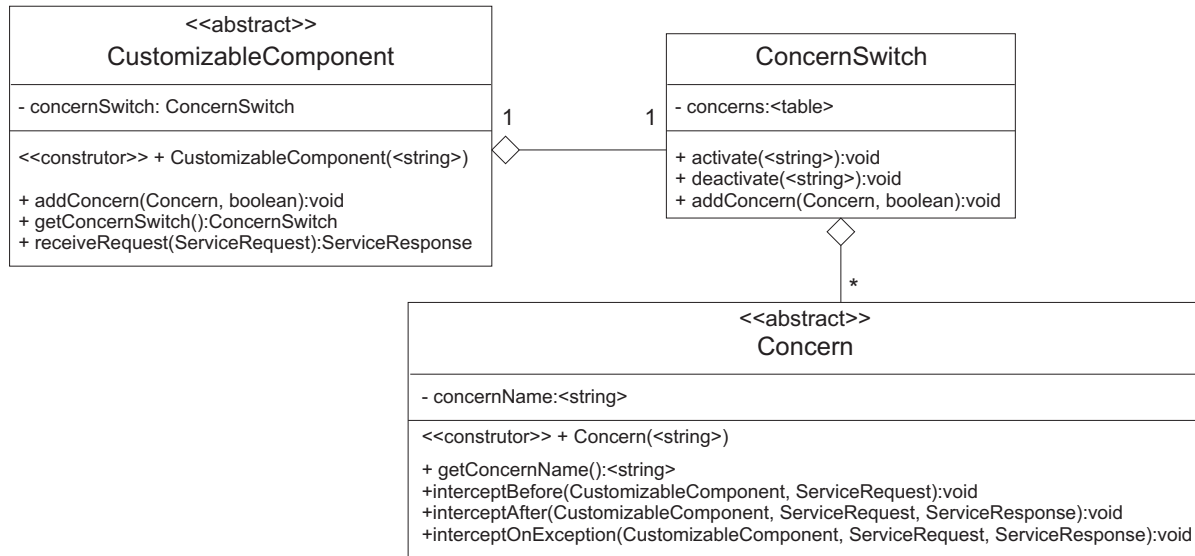 <<abstract>>
CustomizableComponent
- concernSwitch: ConcernSwitch
<<construtor>> + CustomizableComponent(<string>)
+ addConcern(Concern, boolean):void
+ getConcernSwitch():ConcernSwitch
+ receiveRequest(ServiceRequest):ServiceResponse
1
1
ConcernSwitch
- concerns:<table>
+ activate(<string>):void
+ deactivate(<string>):void
+ addConcern(Concern, boolean):void
*
<<abstract>>
Concern
- concernName:<string>
<<construtor>> + Concern(<string>)
+ getConcernName():<string>
+interceptBefore(CustomizableComponent, ServiceRequest):void
+interceptAfter(CustomizableComponent, ServiceRequest, ServiceResponse):void
+interceptOnException(CustomizableComponent, ServiceRequest, ServiceResponse):void